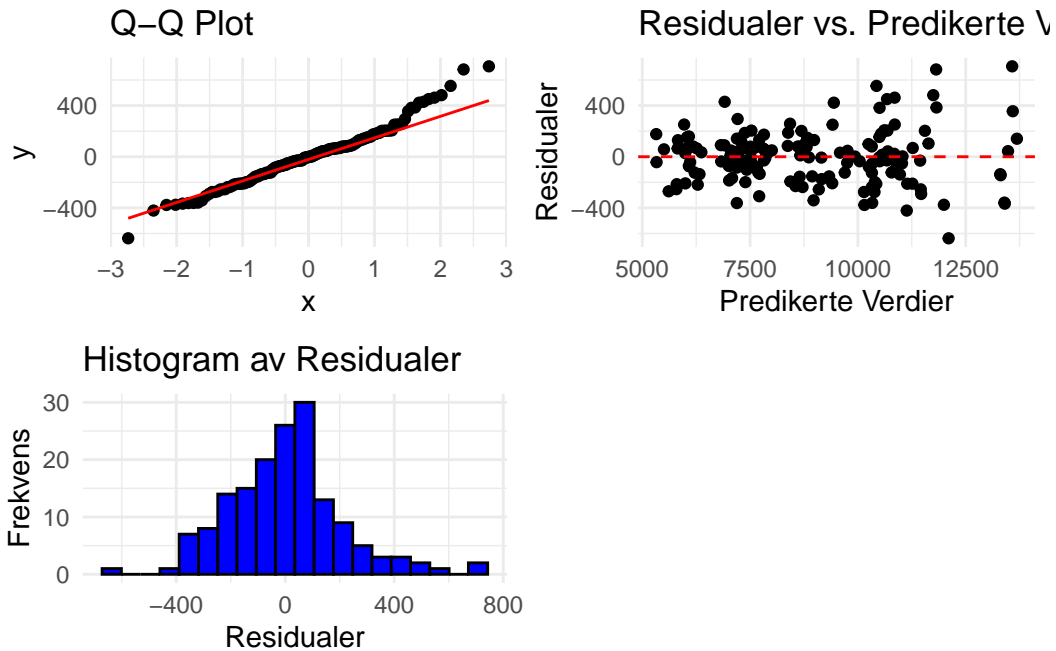 Q−Q Plot
400
0
−400
y
−3 −2 −1 0 1 2 3
x
Residualer vs. Predikerte V
400
0
−400
Residualer
5000 7500 10000 12500
Predikerte Verdier
Histogram av Residualer
30
20
10
0
Frekvens
−400 0 400 800
Residualer